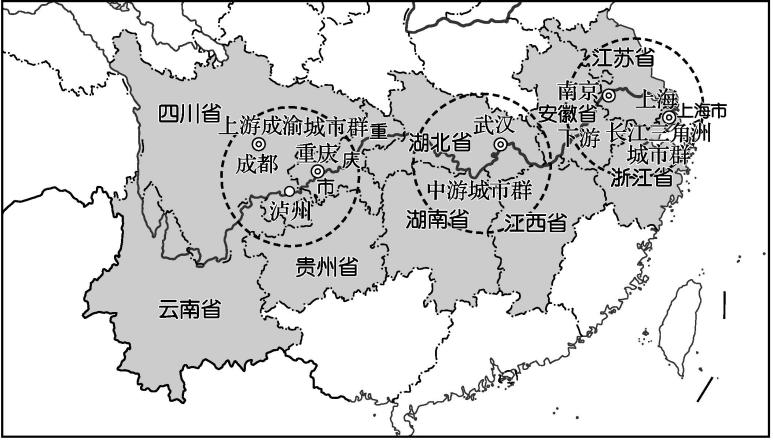 江苏省
南京
上海
上海市
安徽省
下游
长江三角洲
城市群
浙江省
四川省
上游成渝城市群
重
庆
市
成都
重庆
泸州
湖北省
武汉
中游城市群
湖南省
江西省
贵州省
云南省